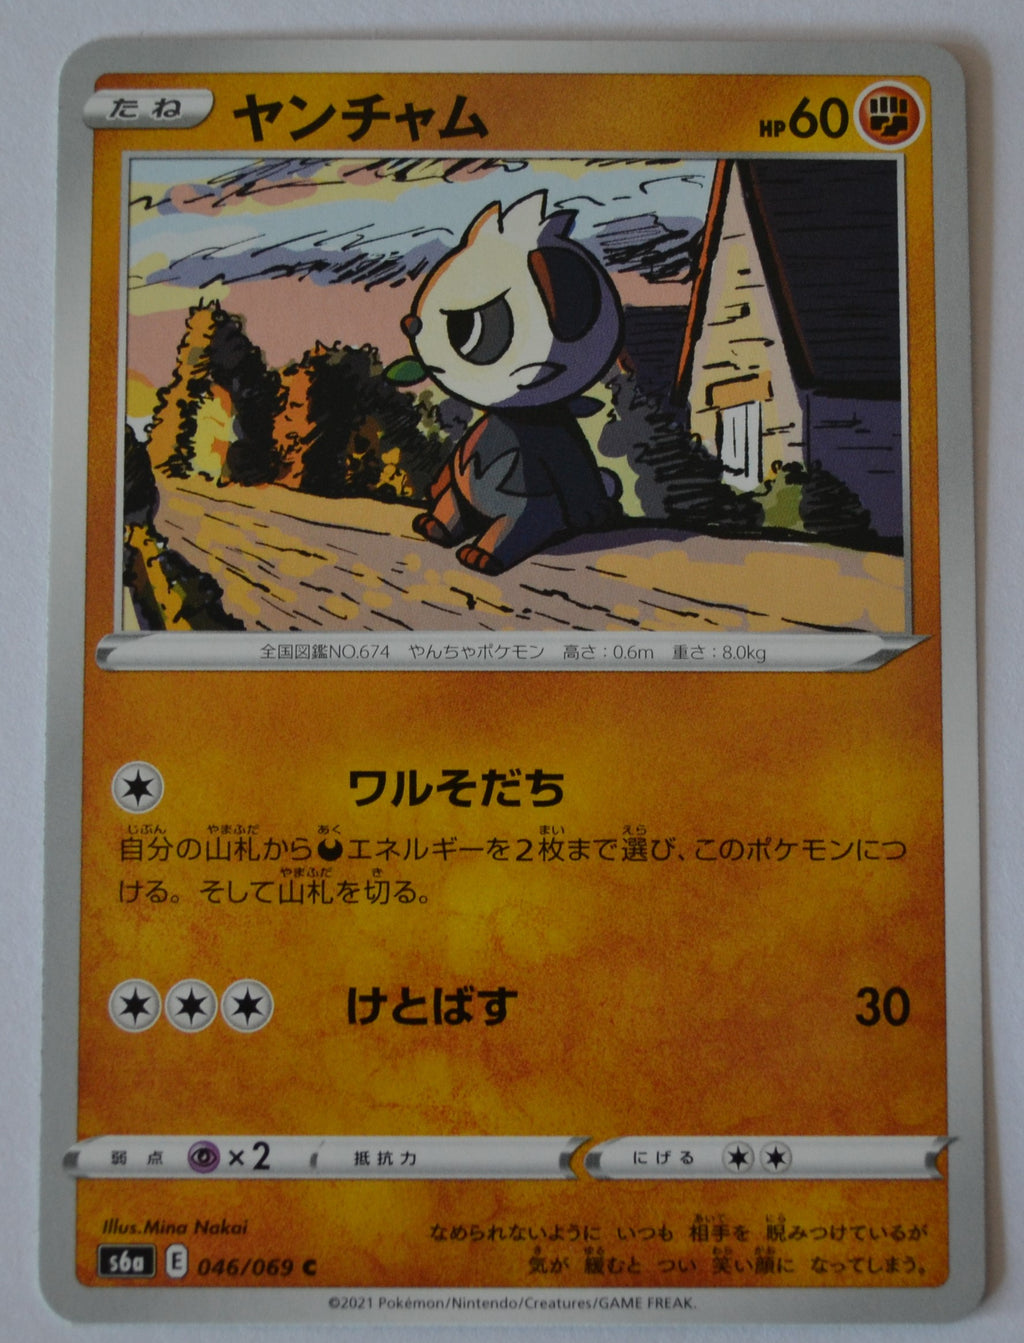 たね ヤンチャム HP60
全国図鑑NO.674 やんちゃポケモン 高さ：0.6m 重さ：8.0kg
ワルそだち
自分の山札からエネルギーを2枚まで選び、このポケモンにつ
ける。そして山札を切る。
けとばす 30
弱点 ×2 抵抗力 にげる
Illus.Mina Nakai
なめられないように いつも 相手を 睨みつけているが
気が 緩むと つい 笑い顔に なってしまう。
s6a E 046/069 C
©2021 Pokémon/Nintendo/Creatures/GAME FREAK.